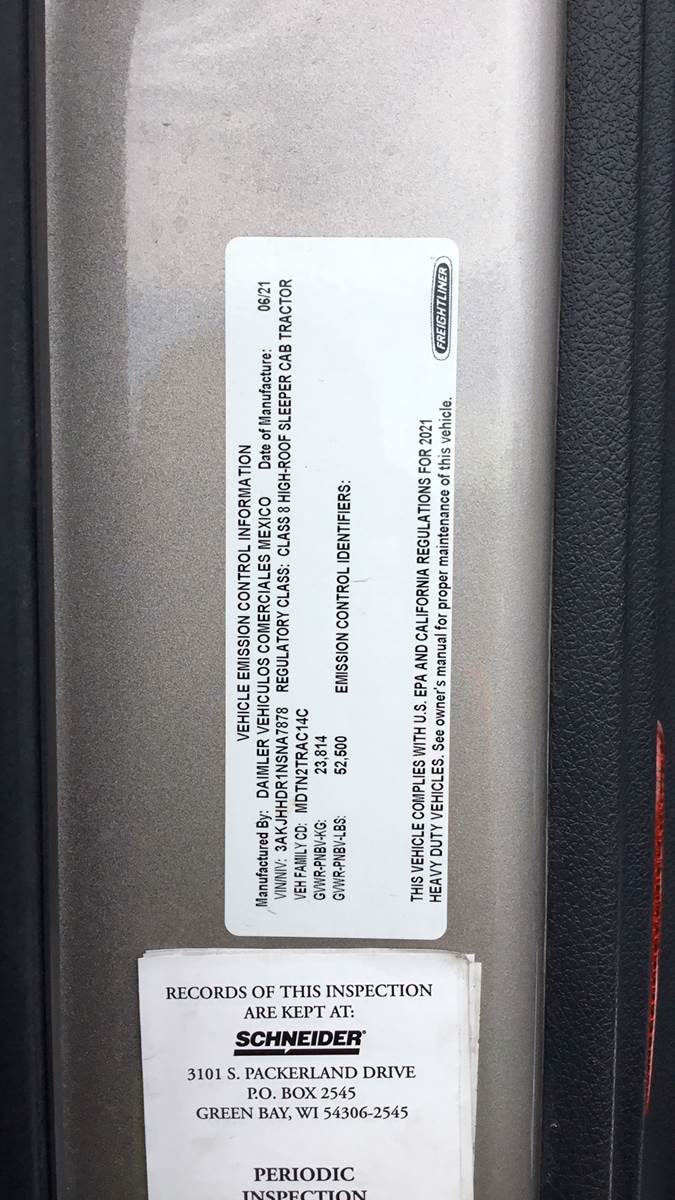 VEHICLE EMISSION CONTROL INFORMATION
Manufactured By: DAIMLER VEHICULOS COMERCIALES MEXICO Date of Manufacture: 06/21
VIN/NIV: 3AKJHHDR1NSNA7878 REGULATORY CLASS: CLASS 8 HIGH-ROOF SLEEPER CAB TRACTOR
VEH FAMILY CD: MDTN2TRAC14C
GVWR-PNBV-KG: 23,814
GVWR-PNBV-LBS: 52,500 EMISSION CONTROL IDENTIFIERS:
THIS VEHICLE COMPLIES WITH U.S. EPA AND CALIFORNIA REGULATIONS FOR 2021
HEAVY DUTY VEHICLES. See owner's manual for proper maintenance of this vehicle.
FREIGHTLINER
RECORDS OF THIS INSPECTION
ARE KEPT AT:
SCHNEIDER®
3101 S. PACKERLAND DRIVE
P.O. BOX 2545
GREEN BAY, WI 54306-2545
PERIODIC
INSPECTION